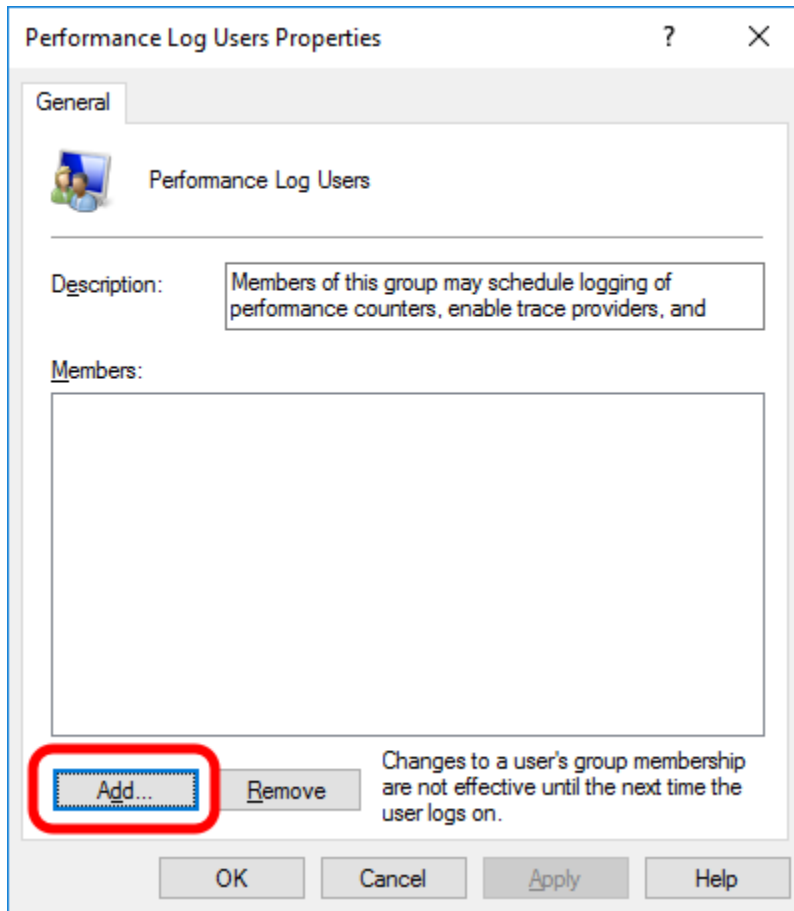 Performance Log Users Properties
?
General
Performance Log Users
Description:
Members of this group may schedule logging of
performance counters, enable trace providers, and
Members:
Add...
Remove
Changes to a user's group membership
are not effective until the next time the
user logs on.
OK
Cancel
Apply
Help